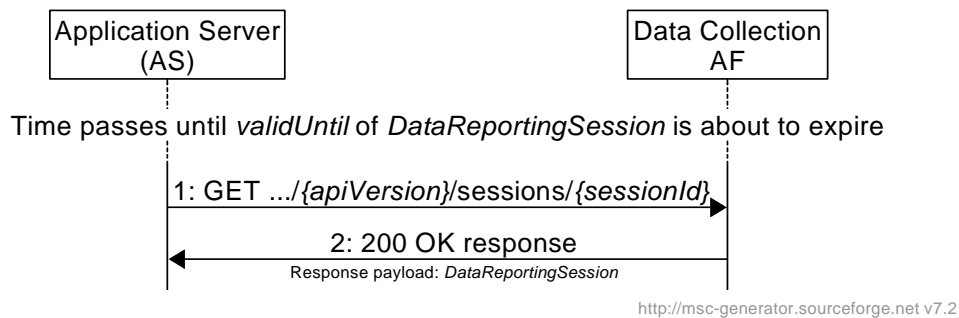 Application Server
(AS)
Data Collection
AF
Time passes until validUntil of DataReportingSession is about to expire
1: GET .../{apiVersion}/sessions/{sessionId}
2: 200 OK response
Response payload: DataReportingSession
http://msc-generator.sourceforge.net v7.2